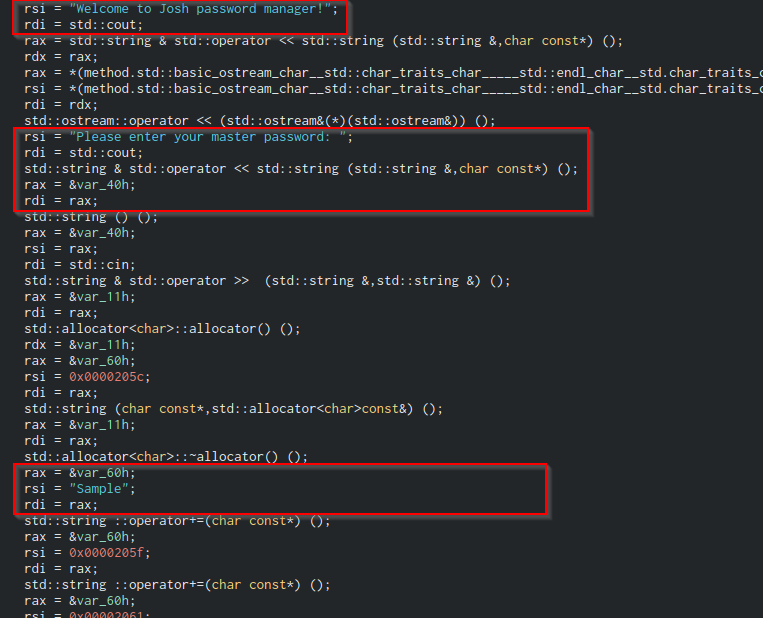 rsi = "Welcome to Josh password manager!";
rdi = std::cout;
rax = std::string & std::operator << std::string (std::string &,char const*) ();
rdx = rax;
rax = *(method.std::basic_ostream_char__std::char_traits_char_____std::endl_char__std.char_traits_c
rsi = *(method.std::basic_ostream_char__std::char_traits_char_____std::endl_char__std.char_traits_c
rdi = rdx;
std::ostream::operator << (std::ostream&(*)(std::ostream&)) ();
rsi = "Please enter your master password: ";
rdi = std::cout;
std::string & std::operator << std::string (std::string &,char const*) ();
rax = &var_40h;
rdi = rax;
std::string () ();
rax = &var_40h;
rsi = rax;
rdi = std::cin;
std::string & std::operator >>  (std::string &,std::string &) ();
rax = &var_11h;
rdi = rax;
std::allocator<char>::allocator() ();
rdx = &var_11h;
rax = &var_60h;
rsi = 0x0000205c;
rdi = rax;
std::string (char const*,std::allocator<char>const&) ();
rax = &var_11h;
rdi = rax;
std::allocator<char>::~allocator() ();
rax = &var_60h;
rsi = "Sample";
rdi = rax;
std::string ::operator+=(char const*) ();
rax = &var_60h;
rsi = 0x0000205f;
rdi = rax;
std::string ::operator+=(char const*) ();
rax = &var_60h;
rsi = 0x00002061;